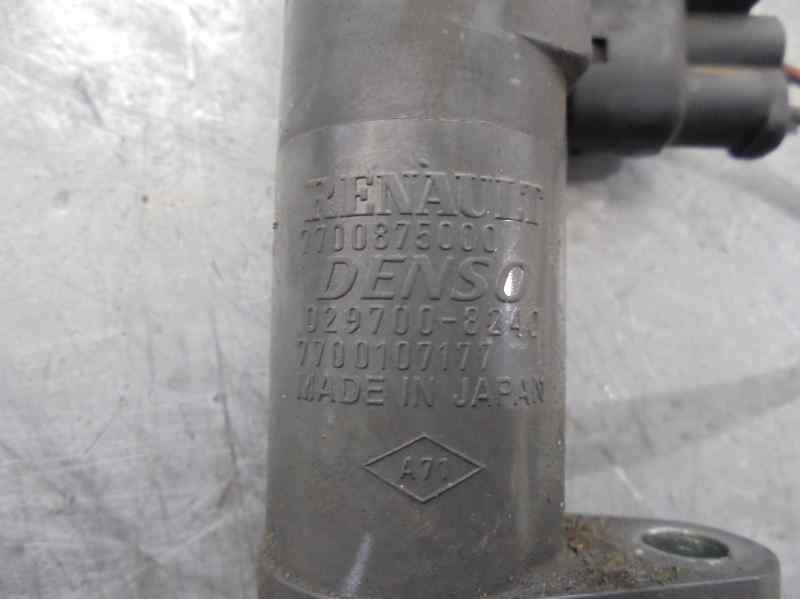 RENAULT
7700875000
DENSO
029700-8240
7700107177
MADE IN JAPAN
A71